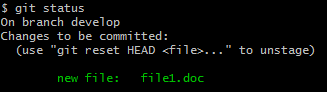 $ git status
On branch develop
Changes to be committed:
(use "git reset HEAD <file>..." to unstage)
new file: file1.doc